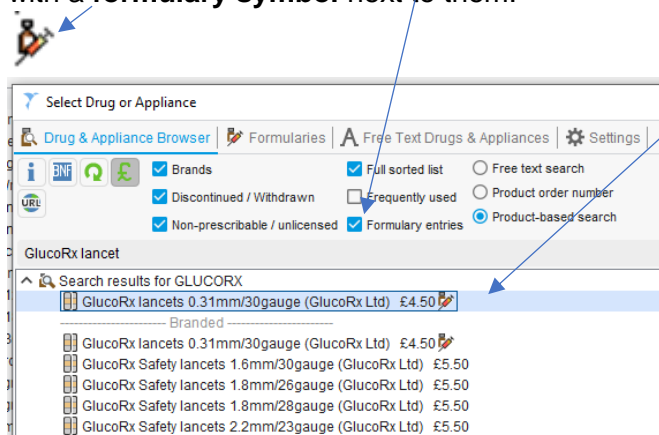 with a formulary symbol next to them.
Select Drug or Appliance
Drug & Appliance Browser Formularies A Free Text Drugs & Appliances Settings
i BNF £ Brands Full sorted list Free text search
URL Discontinued / Withdrawn Frequently used Product order number
Non-prescribable / unlicensed Formulary entries Product-based search
GlucoRx lancet
Search results for GLUCORX
GlucoRx lancets 0.31mm/30gauge (GlucoRx Ltd) £4.50
---------------------- Branded ----------------------
GlucoRx lancets 0.31mm/30gauge (GlucoRx Ltd) £4.50
GlucoRx Safety lancets 1.6mm/30gauge (GlucoRx Ltd) £5.50
GlucoRx Safety lancets 1.8mm/26gauge (GlucoRx Ltd) £5.50
GlucoRx Safety lancets 1.8mm/28gauge (GlucoRx Ltd) £5.50
GlucoRx Safety lancets 2.2mm/23gauge (GlucoRx Ltd) £5.50